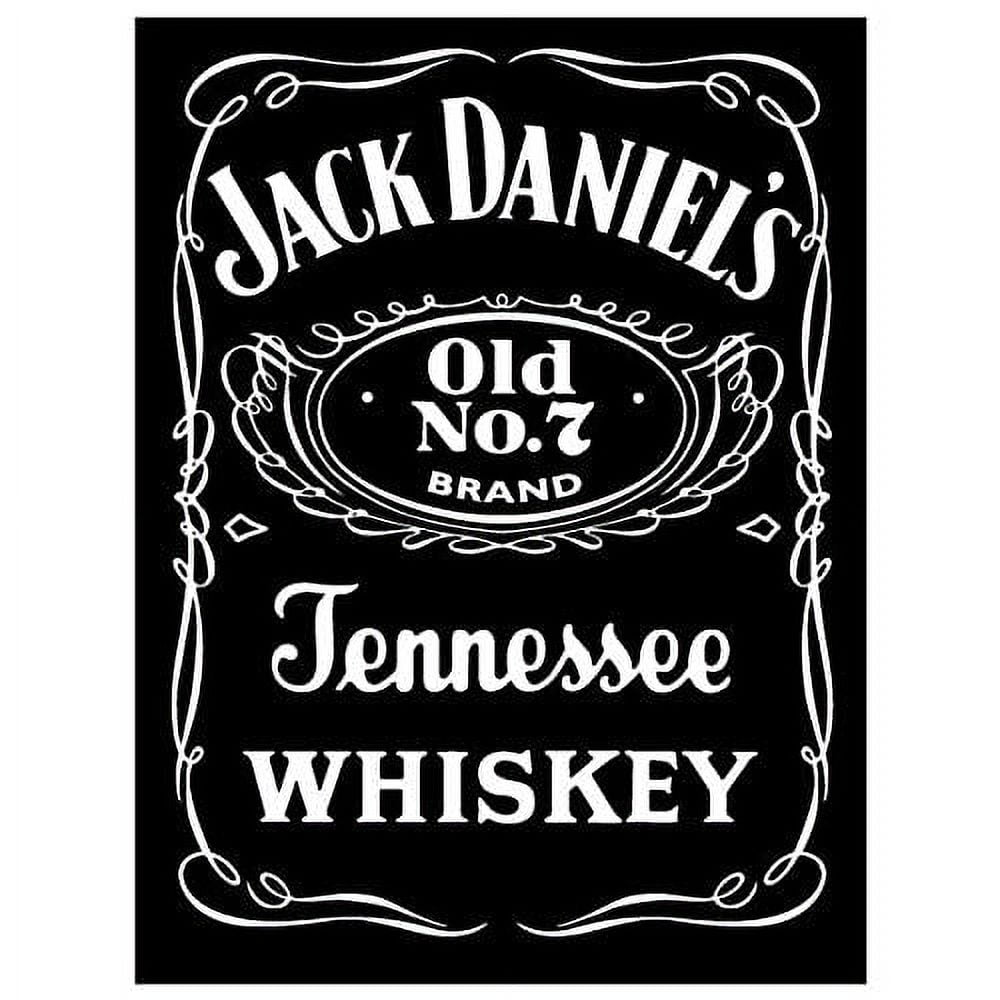 JACK DANIEL'S
Old
No.7
BRAND
Tennessee
WHISKEY